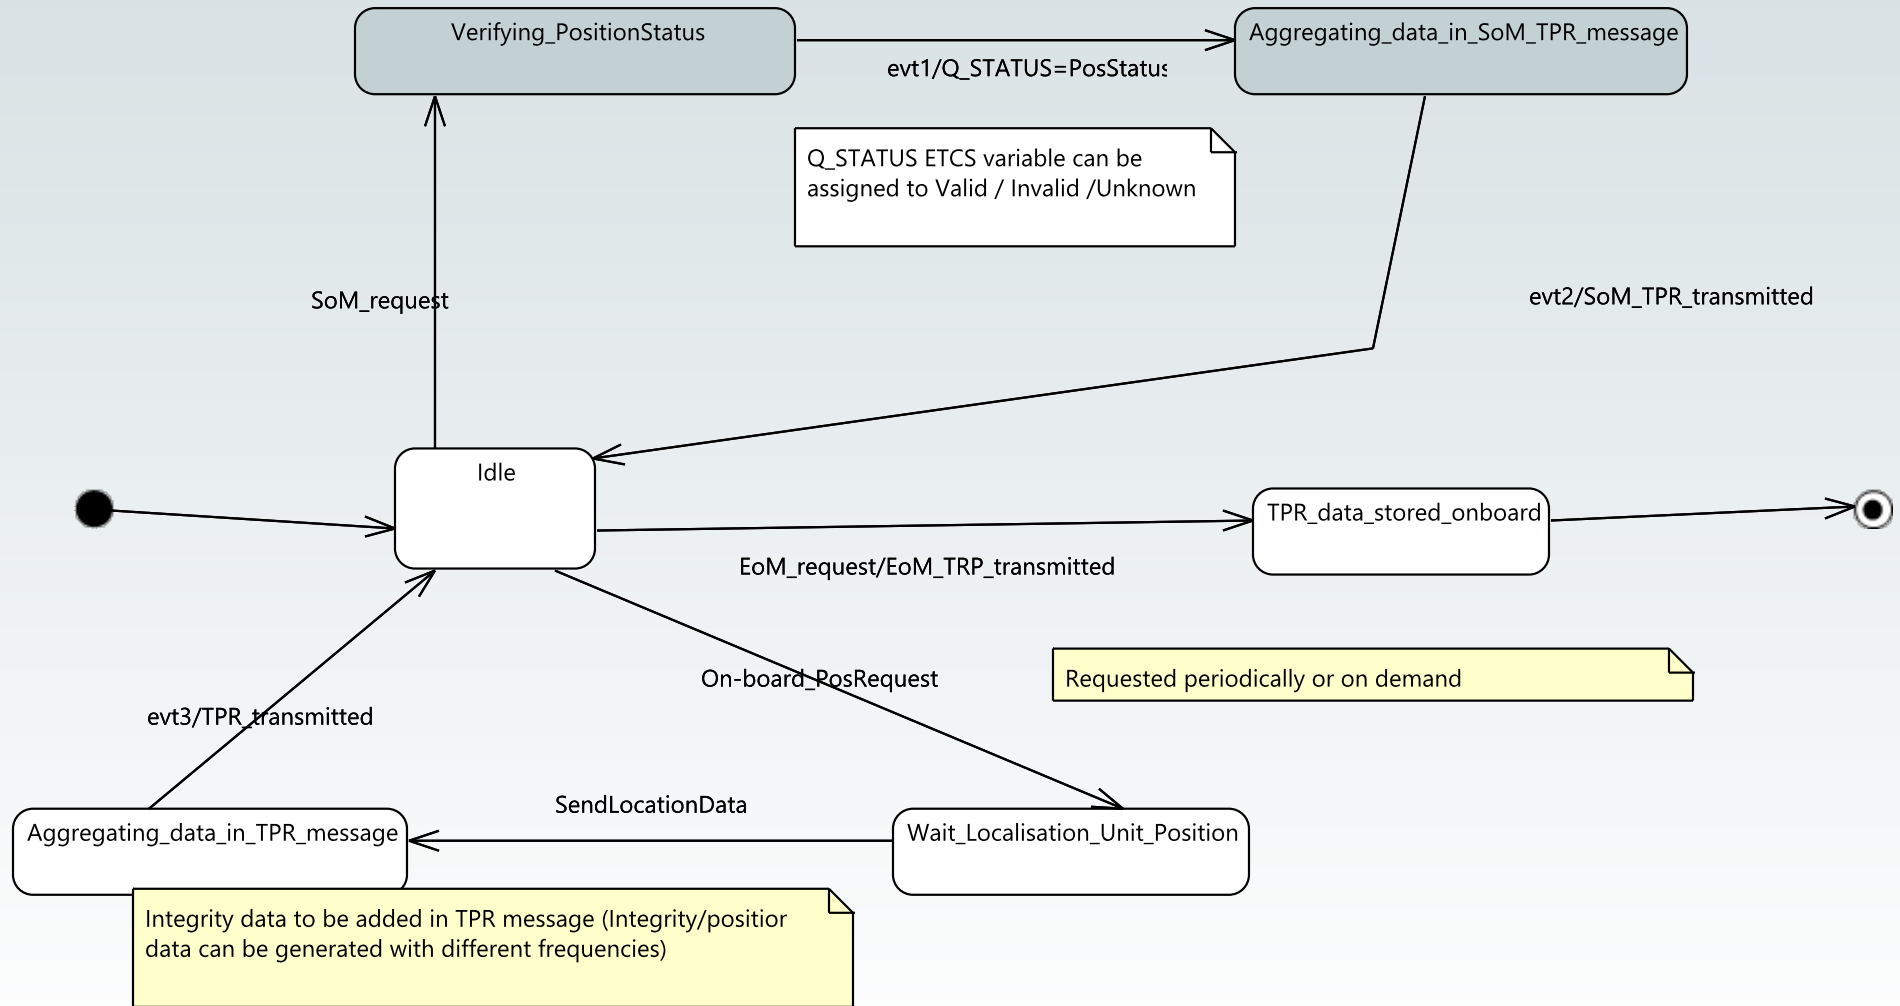 Verifying_PositionStatus
Aggregating_data_in_SoM_TPR_message
evt1/Q_STATUS=PosStatus
Q_STATUS ETCS variable can be
assigned to Valid / Invalid /Unknown
SoM_request
evt2/SoM_TPR_transmitted
Idle
TPR_data_stored_onboard
EoM_request/EoM_TRP_transmitted
On-board_PosRequest
Requested periodically or on demand
evt3/TPR_transmitted
SendLocationData
Aggregating_data_in_TPR_message
Wait_Localisation_Unit_Position
Integrity data to be added in TPR message (Integrity/position
data can be generated with different frequencies)